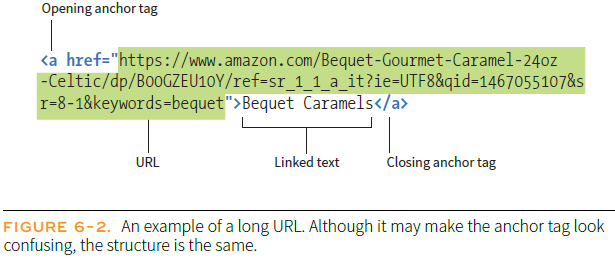 Opening anchor tag
<a href="https://www.amazon.com/Bequet-Gourmet-Caramel-24oz
-Celtic/dp/B00GZEU1OY/ref=sr_1_1_a_it?ie=UTF8&qid=1467055107&s
r=8-1&keywords=bequet">Bequet Caramels</a>
URL
Linked text
Closing anchor tag
FIGURE 6-2. An example of a long URL. Although it may make the anchor tag look
confusing, the structure is the same.